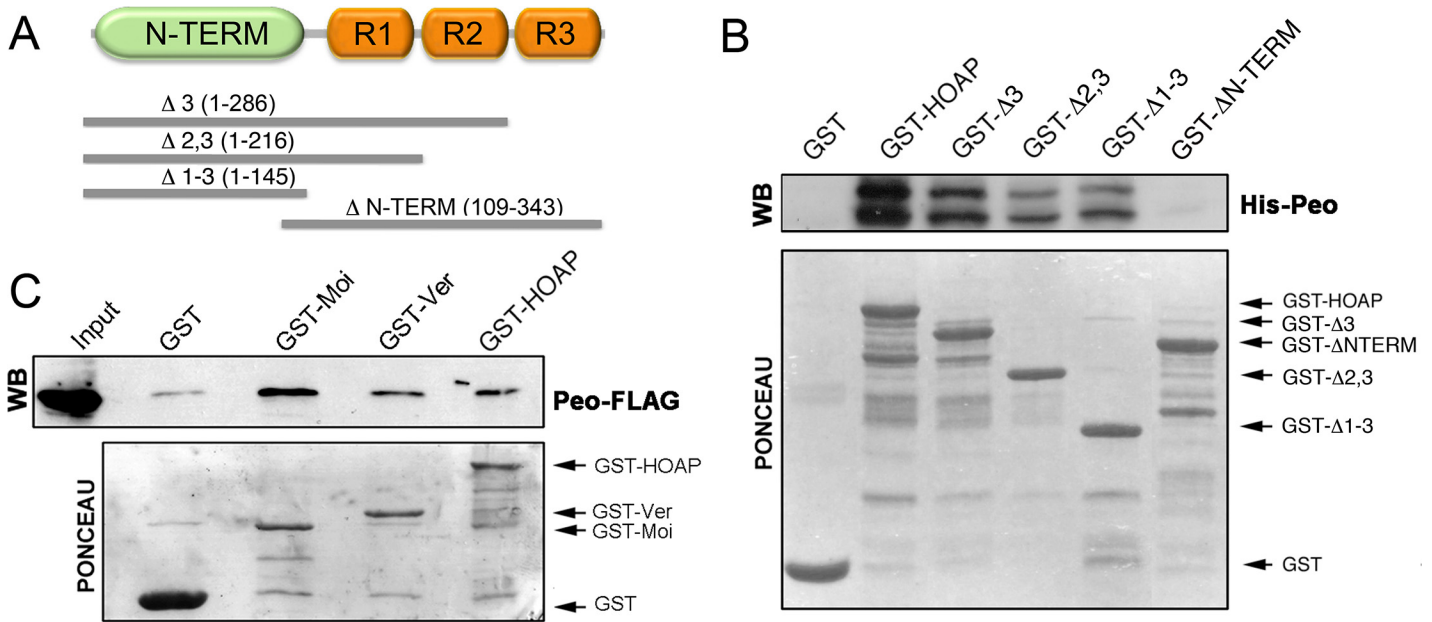 A
N-TERM R1 R2 R3
Δ 3 (1-286)
Δ 2,3 (1-216)
Δ 1-3 (1-145)
Δ N-TERM (109-343)
B
GST GST-HOAP GST-Δ3 GST-Δ2,3 GST-Δ1-3 GST-ΔN-TERM
WB
His-Peo
PONCEAU
GST-HOAP
GST-Δ3
GST-ΔNTERM
GST-Δ2,3
GST-Δ1-3
GST
C
Input GST GST-Moi GST-Ver GST-HOAP
WB
Peo-FLAG
PONCEAU
GST-HOAP
GST-Ver
GST-Moi
GST